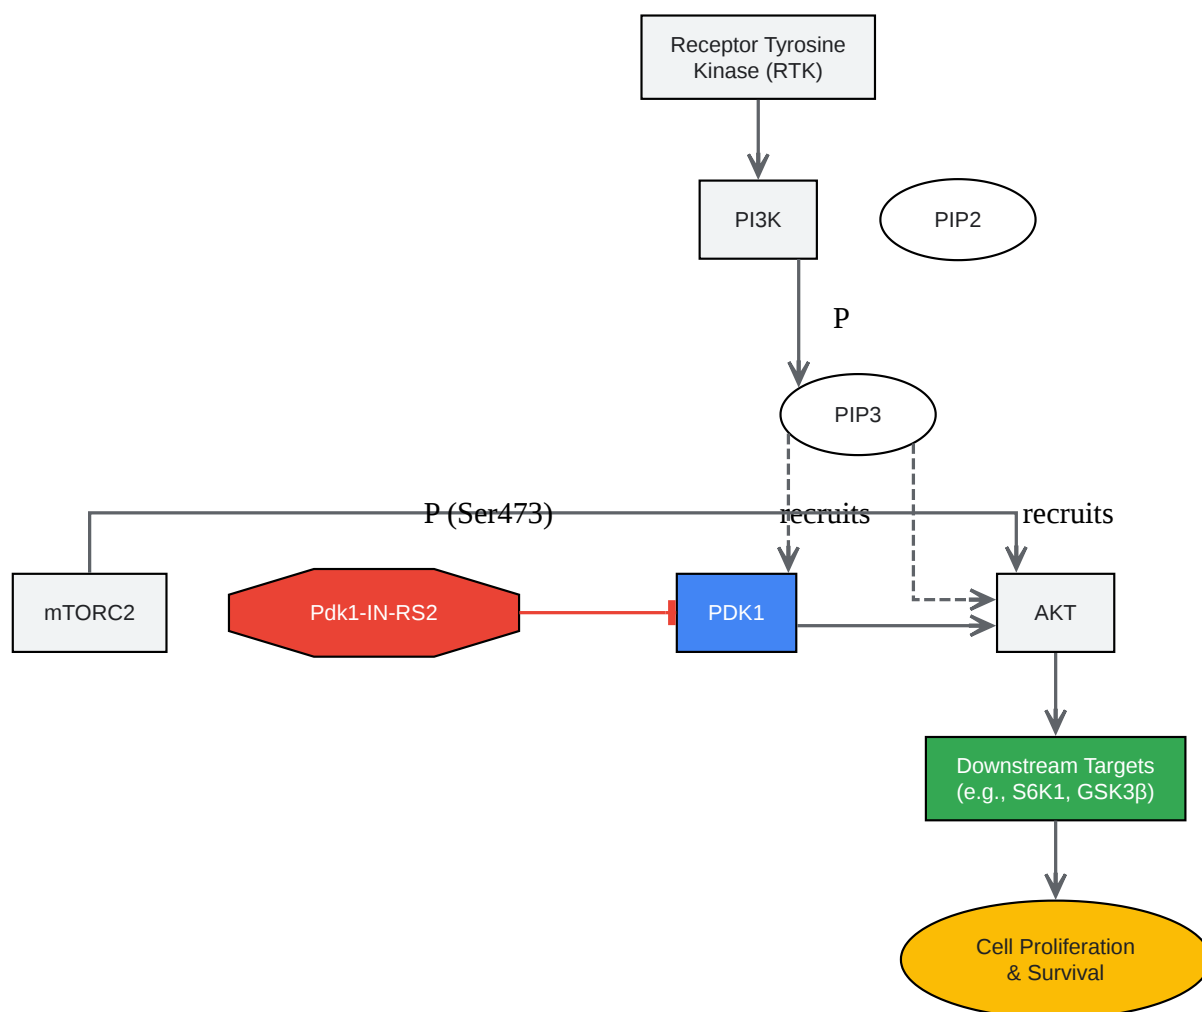 Receptor Tyrosine
Kinase (RTK)
PI3K
PIP2
P
PIP3
P (Ser473)
recruits
recruits
mTORC2
Pdk1-IN-RS2
PDK1
AKT
Downstream Targets
(e.g., S6K1, GSK3β)
Cell Proliferation
& Survival